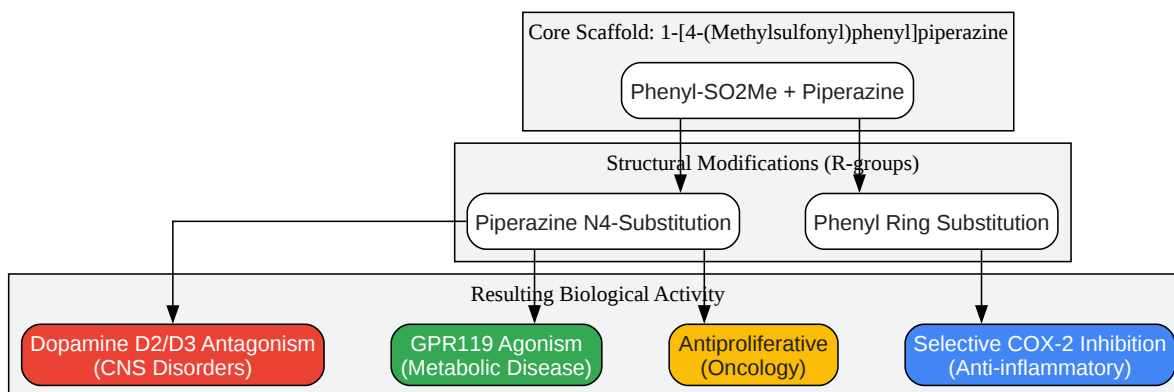 Core Scaffold: 1-[4-(Methylsulfonyl)phenyl]piperazine
Phenyl-SO2Me + Piperazine
Structural Modifications (R-groups)
Piperazine N4-Substitution
Phenyl Ring Substitution
Resulting Biological Activity
Dopamine D2/D3 Antagonism
(CNS Disorders)
GPR119 Agonism
(Metabolic Disease)
Antiproliferative
(Oncology)
Selective COX-2 Inhibition
(Anti-inflammatory)